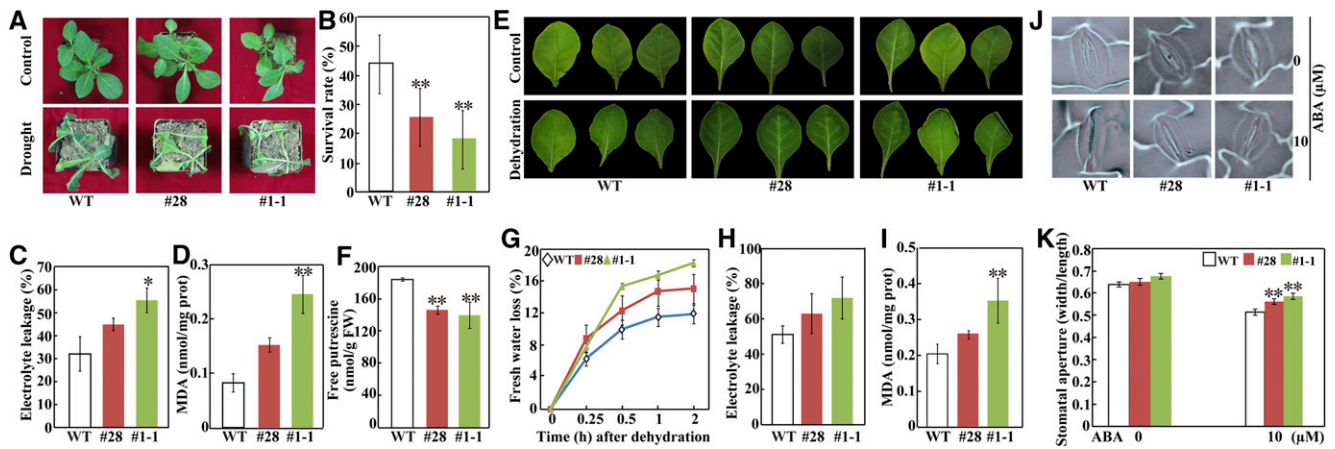 A
Control
Drought
WT
#28
#1-1
B
Survival rate (%)
60
50
40
30
20
10
0
**
**
WT
#28
#1-1
C
Electrolyte leakage (%)
70
60
50
40
30
20
10
0
*
WT
#28
#1-1
D
MDA (nmol/mg prot)
0.3
0.2
0.1
0
**
WT
#28
#1-1
E
Control
Dehydration
WT
#28
#1-1
F
Free putrescine
(nmol/g FW)
200
160
120
80
40
0
**
**
WT
#28
#1-1
G
Fresh water loss (%)
20
16
12
8
4
0
WT #28 #1-1
0 0.25 0.5 1 2
Time (h) after dehydration
H
Electrolyte leakage (%)
100
80
60
40
20
0
WT
#28
#1-1
I
MDA (nmol/mg prot)
0.5
0.4
0.3
0.2
0.1
0
**
WT
#28
#1-1
J
0
10
ABA (µM)
WT
#28
#1-1
K
Stomatal aperture (width/length)
0.8
0.7
0.6
0.5
0.4
0.3
0.2
0.1
0
WT #28 #1-1
** **
ABA 0 10 (µM)